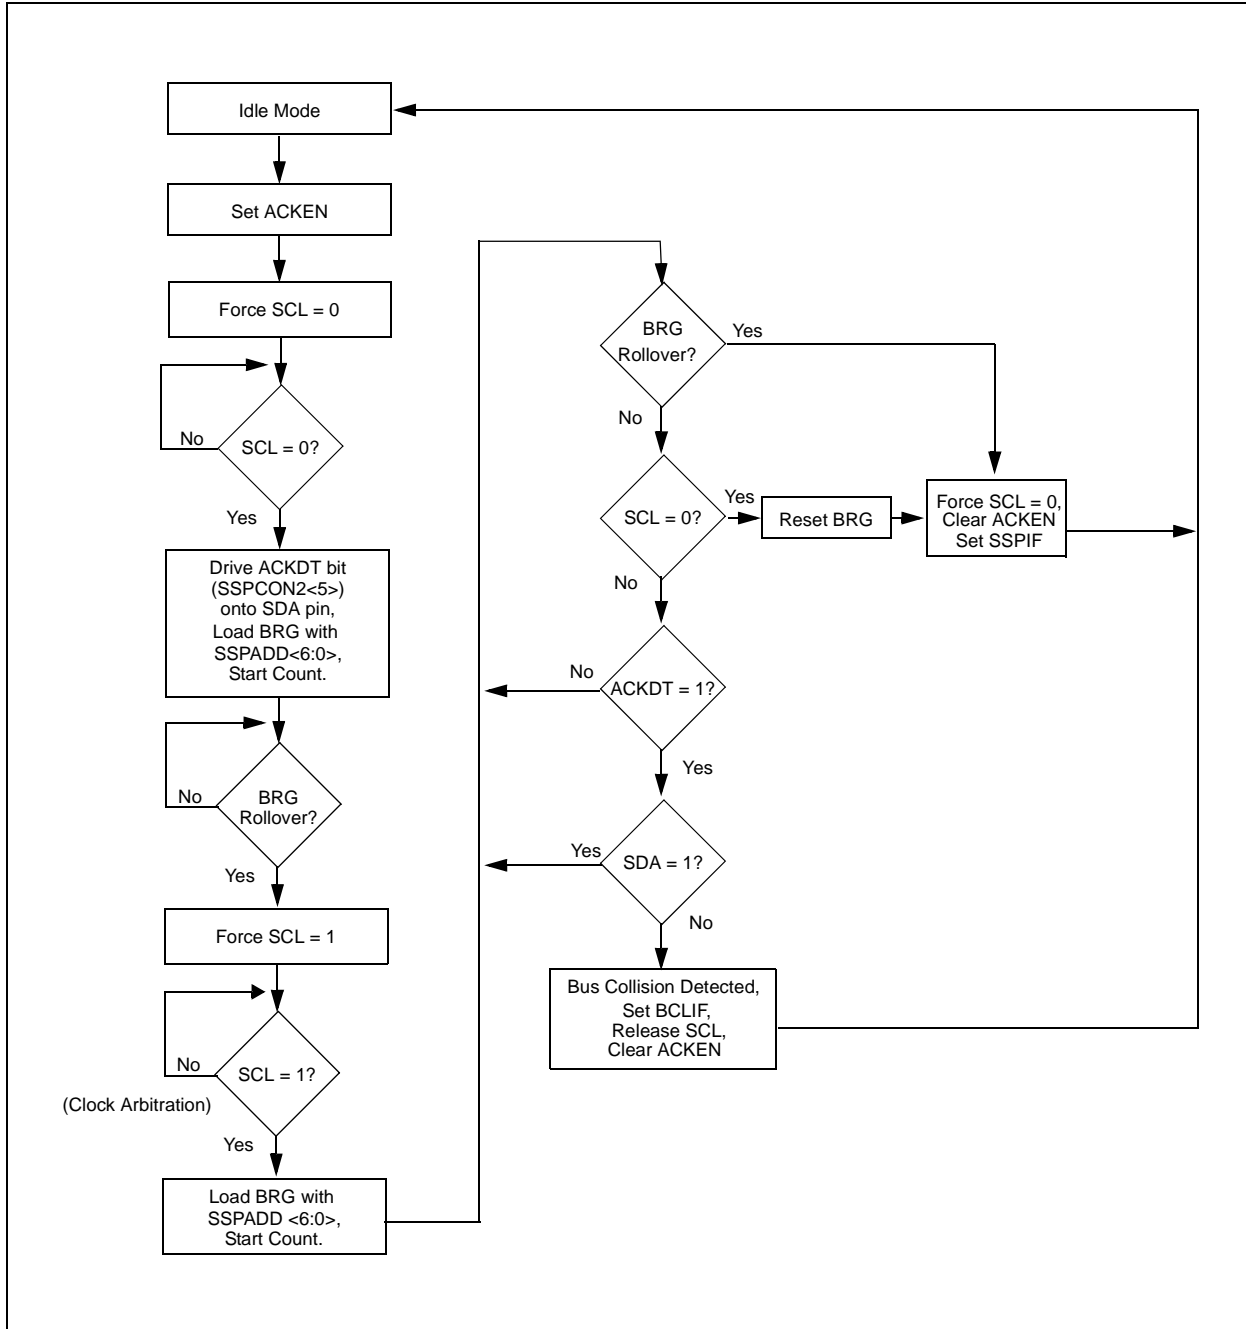 Idle Mode
Set ACKEN
Force SCL = 0
No
SCL = 0?
Yes
Drive ACKDT bit
(SSPCON2<5>)
onto SDA pin,
Load BRG with
SSPADD<6:0>,
Start Count.
No
BRG
Rollover?
Yes
Force SCL = 1
No
SCL = 1?
(Clock Arbitration)
Yes
Load BRG with
SSPADD <6:0>,
Start Count.
BRG
Rollover?
Yes
No
SCL = 0?
Yes
Reset BRG
Force SCL = 0,
Clear ACKEN
Set SSPIF
No
ACKDT = 1?
No
Yes
SDA = 1?
Yes
No
Bus Collision Detected,
Set BCLIF,
Release SCL,
Clear ACKEN